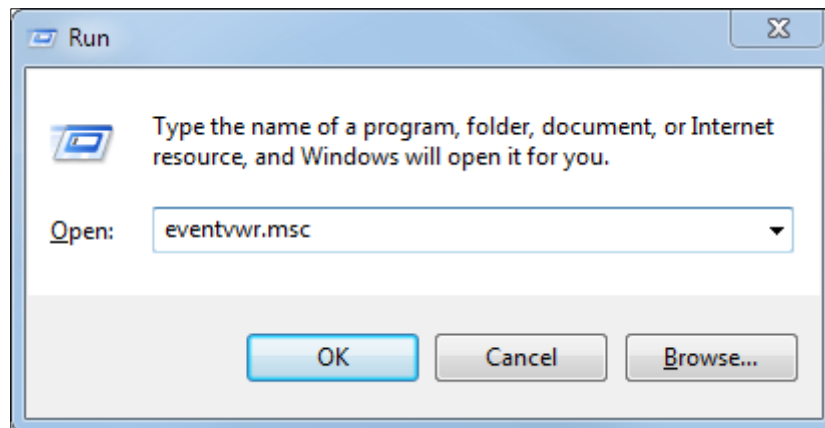 Run
Type the name of a program, folder, document, or Internet
resource, and Windows will open it for you.
Open: eventvwr.msc
OK Cancel Browse...